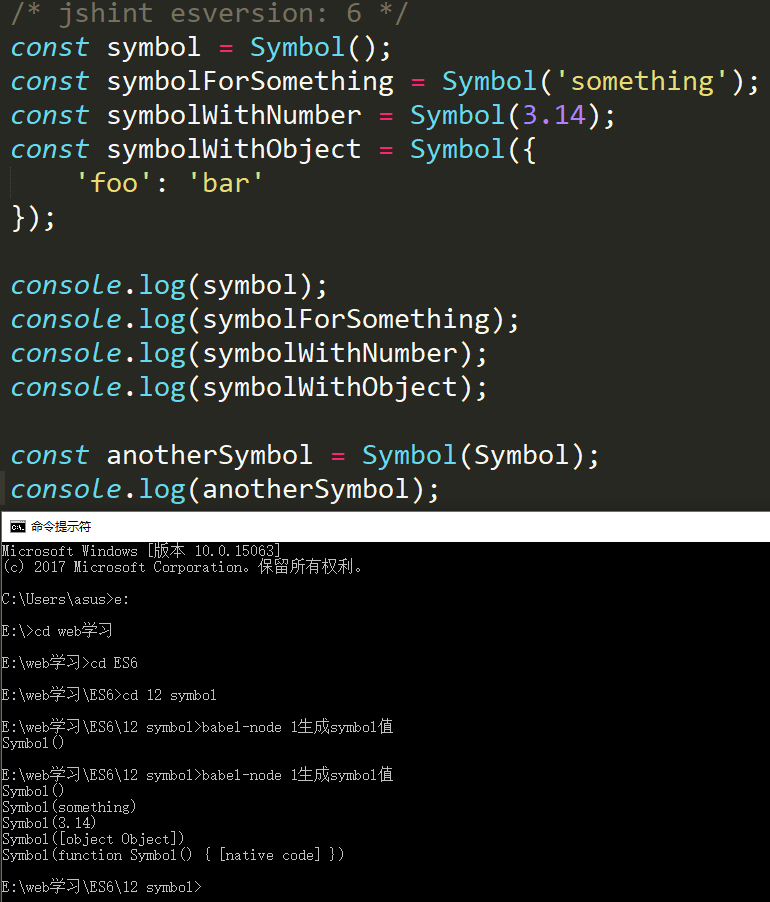 /* jshint esversion: 6 */
const symbol = Symbol();
const symbolForSomething = Symbol('something');
const symbolWithNumber = Symbol(3.14);
const symbolWithObject = Symbol({
    'foo': 'bar'
});
console.log(symbol);
console.log(symbolForSomething);
console.log(symbolWithNumber);
console.log(symbolWithObject);
const anotherSymbol = Symbol(Symbol);
console.log(anotherSymbol);
C:\. 命令提示符
Microsoft Windows [版本 10.0.15063]
(c) 2017 Microsoft Corporation。保留所有权利。
C:\Users\asus>e:
E:\>cd web学习
E:\web学习>cd ES6
E:\web学习\ES6>cd 12 symbol
E:\web学习\ES6\12 symbol>babel-node 1生成symbol值
Symbol()
E:\web学习\ES6\12 symbol>babel-node 1生成symbol值
Symbol()
Symbol(something)
Symbol(3.14)
Symbol([object Object])
Symbol(function Symbol() { [native code] })
E:\web学习\ES6\12 symbol>